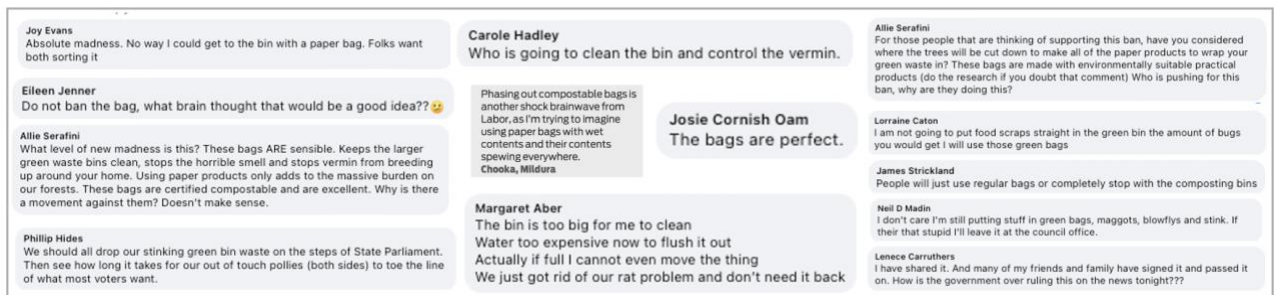 Joy Evans
Absolute madness. No way I could get to the bin with a paper bag. Folks want
both sorting it
Eileen Jenner
Do not ban the bag, what brain thought that would be a good idea??😢
Allie Serafini
What level of new madness is this? These bags ARE sensible. Keeps the larger
green waste bins clean, stops the horrible smell and stops vermin from breeding
up around your home. Using paper products only adds to the massive burden on
our forests. These bags are certified compostable and are excellent. Why is there
a movement against them? Doesn't make sense.
Phillip Hides
We should all drop our stinking green bin waste on the steps of State Parliament.
Then see how long it takes for our out of touch pollies (both sides) to toe the line
of what most voters want.
Carole Hadley
Who is going to clean the bin and control the vermin.
Phasing out compostable bags is
another shock brainwave from
Labor, as I'm trying to imagine
using paper bags with wet
contents and their contents
spewing everywhere.
Chooka, Mildura
Josie Cornish Oam
The bags are perfect.
Margaret Aber
The bin is too big for me to clean
Water too expensive now to flush it out
Actually if full I cannot even move the thing
We just got rid of our rat problem and don't need it back
Allie Serafini
For those people that are thinking of supporting this ban, have you considered
where the trees will be cut down to make all of the paper products to wrap your
green waste in? These bags are made with environmentally suitable practical
products (do the research if you doubt that comment) Who is pushing for this
ban, why are they doing this?
Lorraine Caton
I am not going to put food scraps straight in the green bin the amount of bugs
you would get I will use those green bags
James Strickland
People will just use regular bags or completely stop with the composting bins
Neil D Madin
I don't care I'm still putting stuff in green bags, maggots, blowflys and stink. If
their that stupid I'll leave it at the council office.
Lenece Carruthers
I have shared it. And many of my friends and family have signed it and passed it
on. How is the government over ruling this on the news tonight???